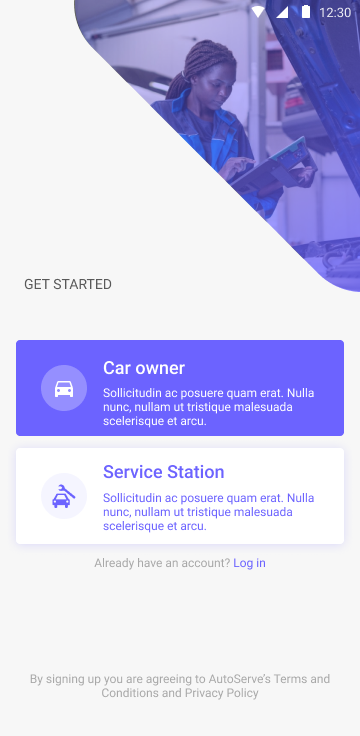 12:30
GET STARTED
Car owner
Sollicitudin ac posuere quam erat. Nulla
nunc, nullam ut tristique malesuada
scelerisque et arcu.
Service Station
Sollicitudin ac posuere quam erat. Nulla
nunc, nullam ut tristique malesuada
scelerisque et arcu.
Already have an account? Log in
By signing up you are agreeing to AutoServe's Terms and
Conditions and Privacy Policy